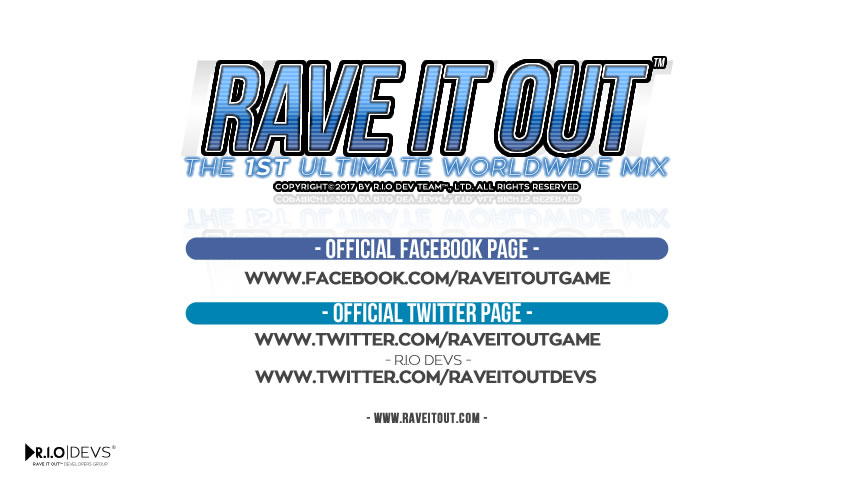 RAVE IT OUT™
THE 1ST ULTIMATE WORLDWIDE MIX
COPYRIGHT©2017 BY R.I.O DEV TEAM™, LTD. ALL RIGHTS RESERVED
- OFFICIAL FACEBOOK PAGE -
WWW.FACEBOOK.COM/RAVEITOUTGAME
- OFFICIAL TWITTER PAGE -
WWW.TWITTER.COM/RAVEITOUTGAME
- R.I.O DEVS -
WWW.TWITTER.COM/RAVEITOUTDEVS
- WWW.RAVEITOUT.COM -
R.I.O|DEVS®
RAVE IT OUT™ DEVELOPERS GROUP